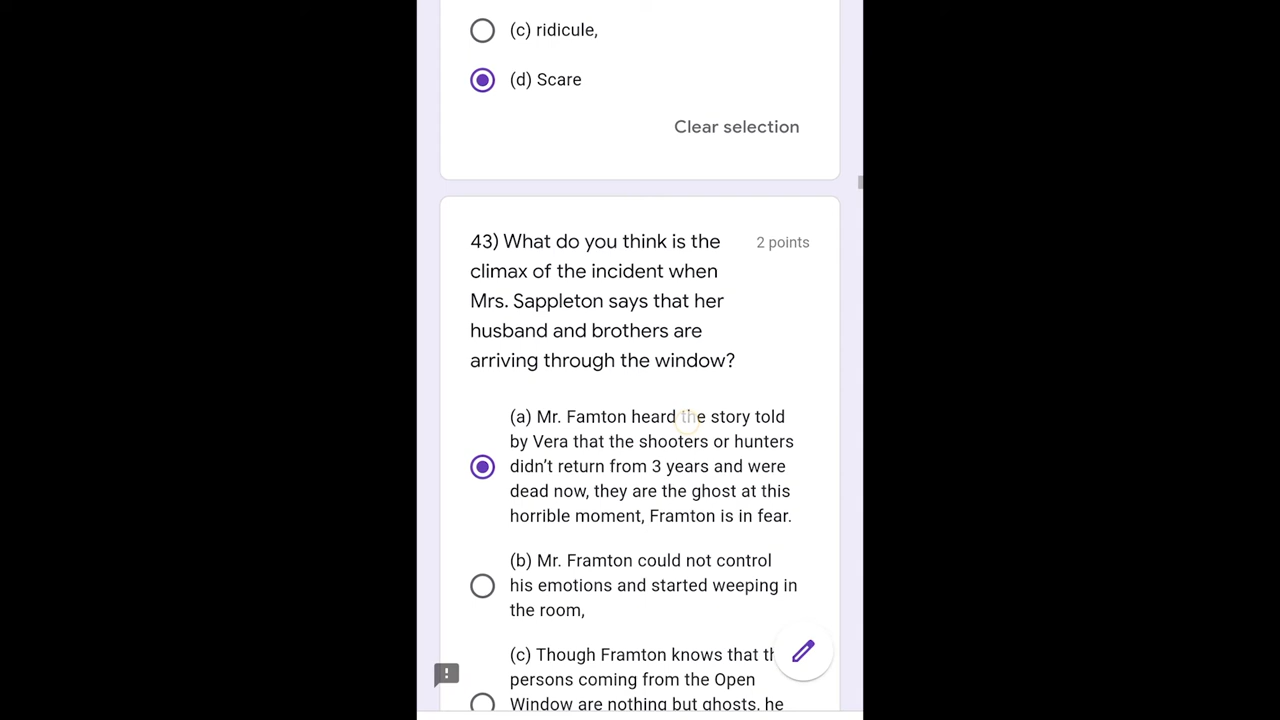 (c) ridicule,
(d) Scare
Clear selection
43) What do you think is the
2 points
climax of the incident when
Mrs. Sappleton says that her
husband and brothers are
arriving through the window?
(a) Mr. Famton heard the story told
by Vera that the shooters or hunters
didn't return from 3 years and were
dead now, they are the ghost at this
horrible moment, Framton is in fear.
(b) Mr. Framton could not control
his emotions and started weeping in
the room,
(c) Though Framton knows that
persons coming from the Open
Window are nothing but ghosts, he